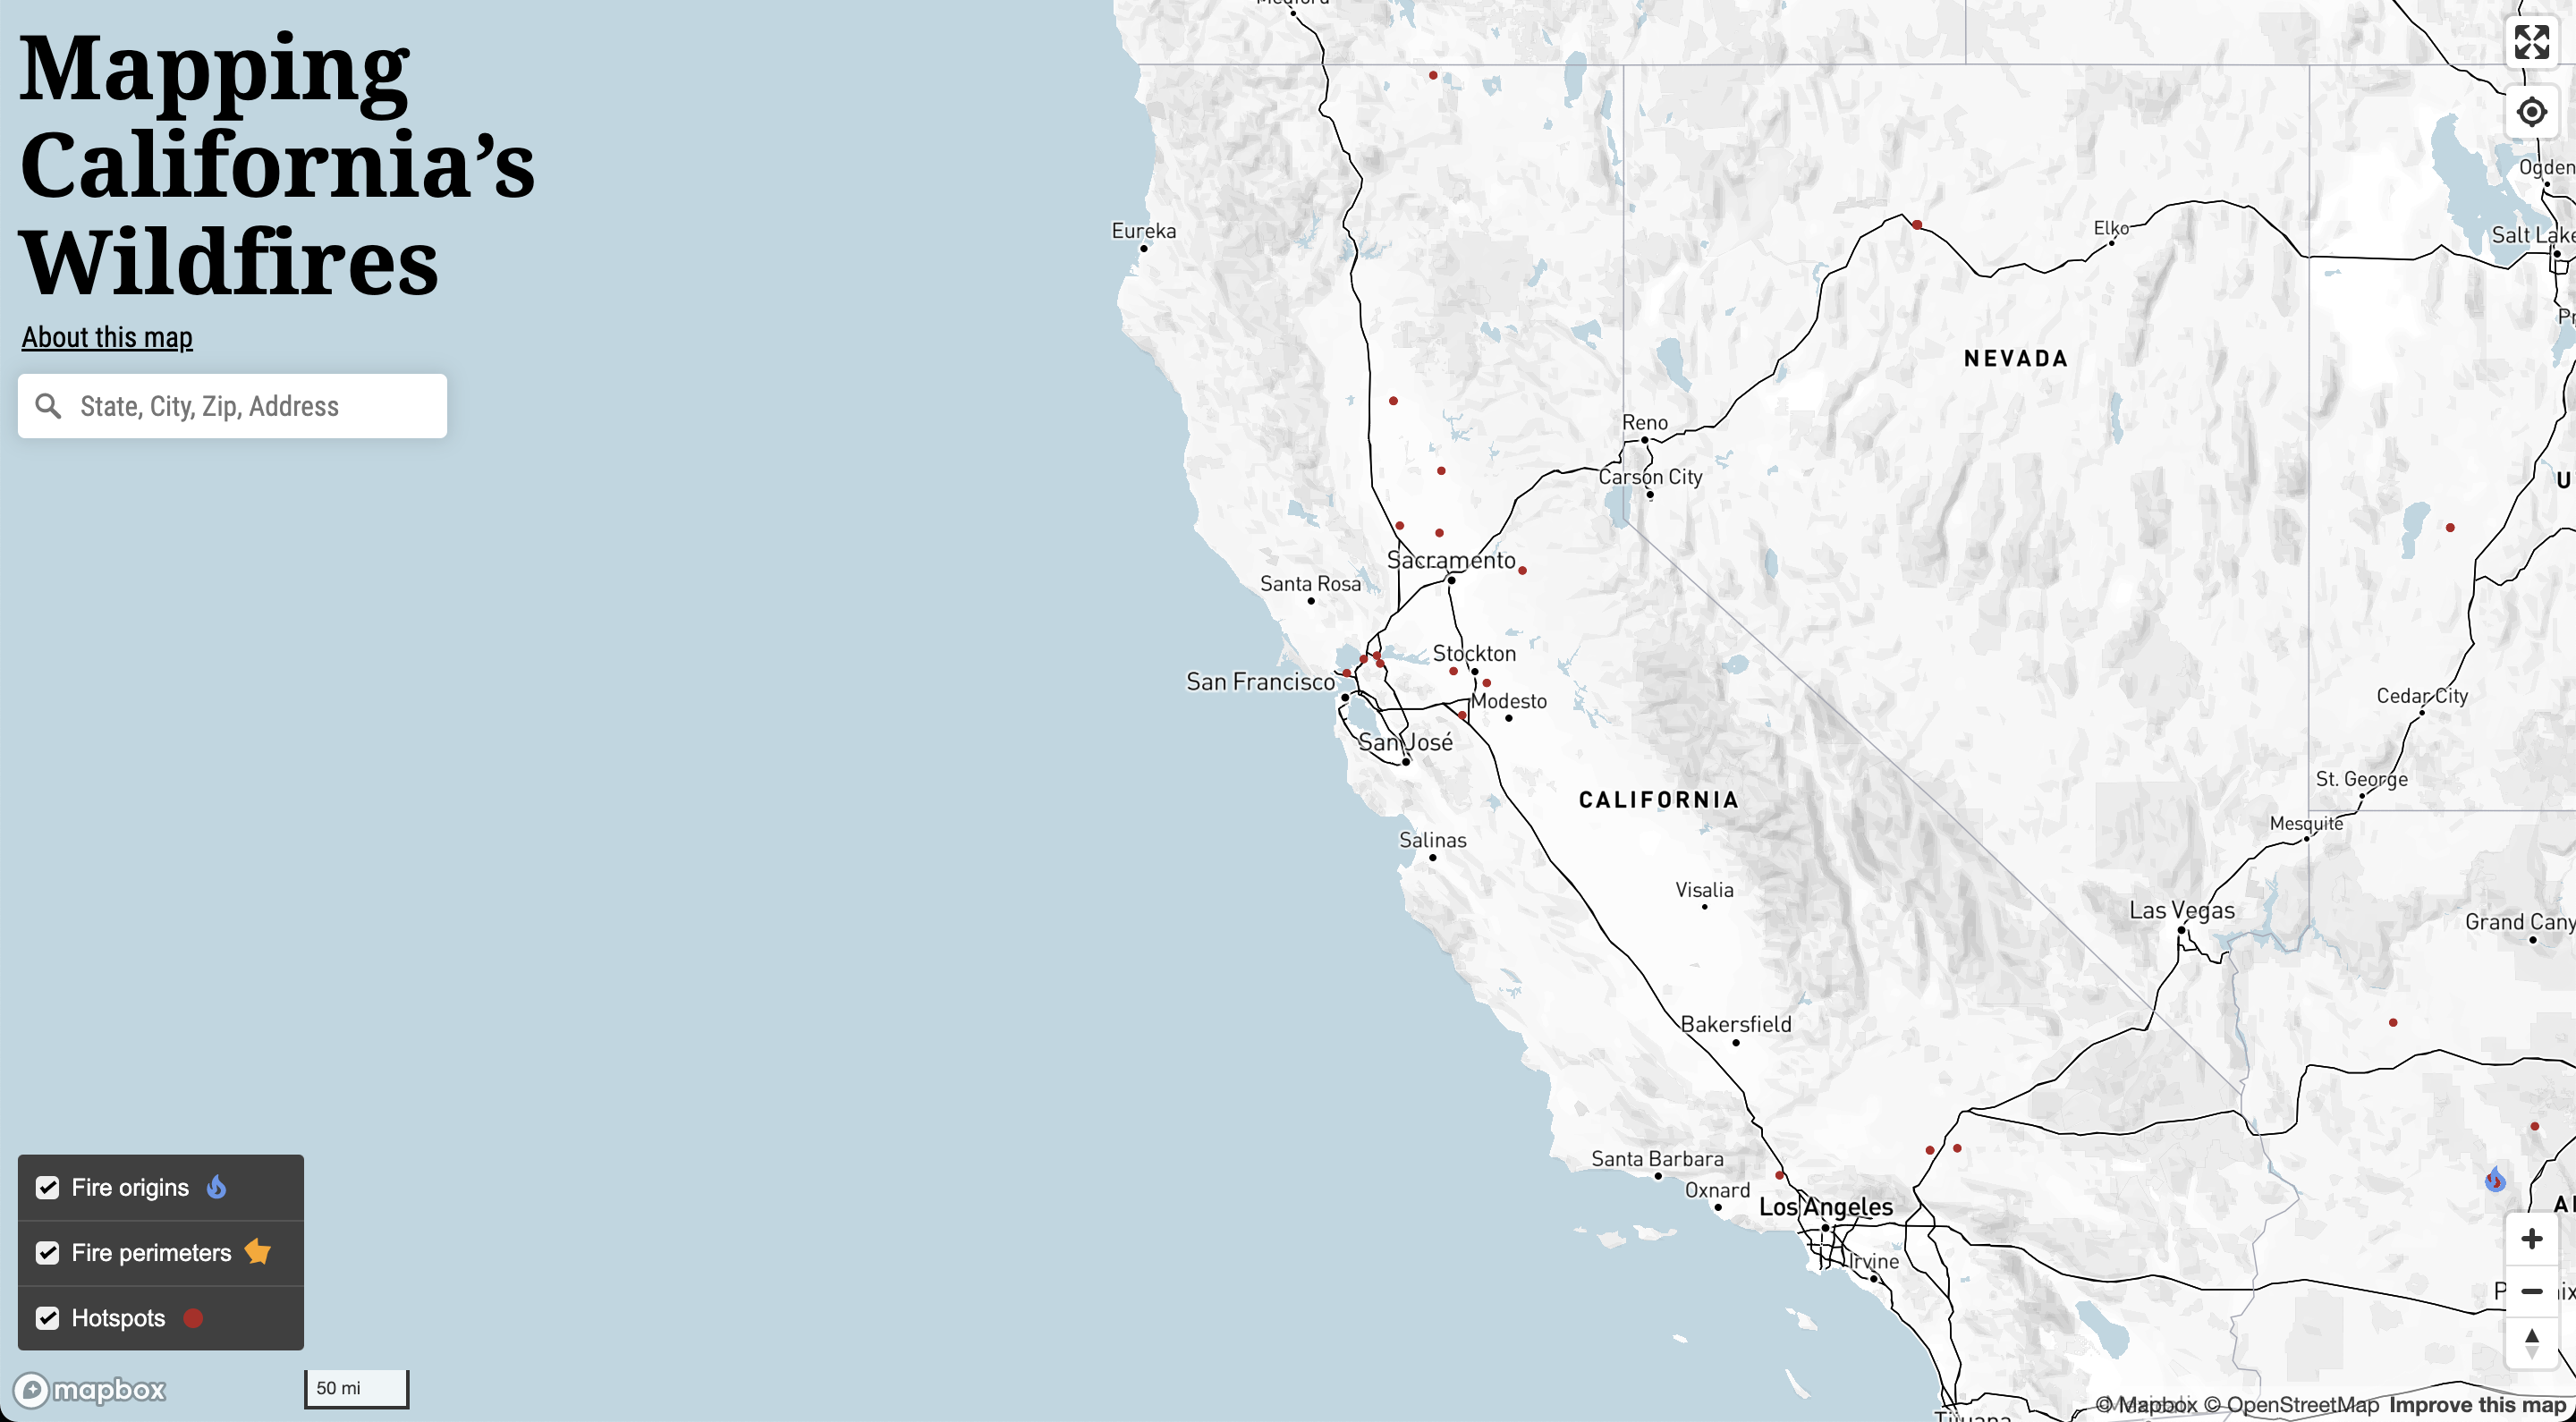 Medford
Mapping
California's
Wildfires
About this map
State, City, Zip, Address
Eureka
Elko
Ogden
Salt Lake
NEVADA
Reno
Carson City
Sacramento
Santa Rosa
Stockton
San Francisco
Modesto
San José
Cedar City
St. George
CALIFORNIA
Mesquite
Salinas
Visalia
Las Vegas
Grand Cany
Bakersfield
Santa Barbara
Oxnard
Los Angeles
Irvine
Fire origins
Fire perimeters
Hotspots
mapbox
50 mi
Tijuana
© Mapbox © OpenStreetMap Improve this map